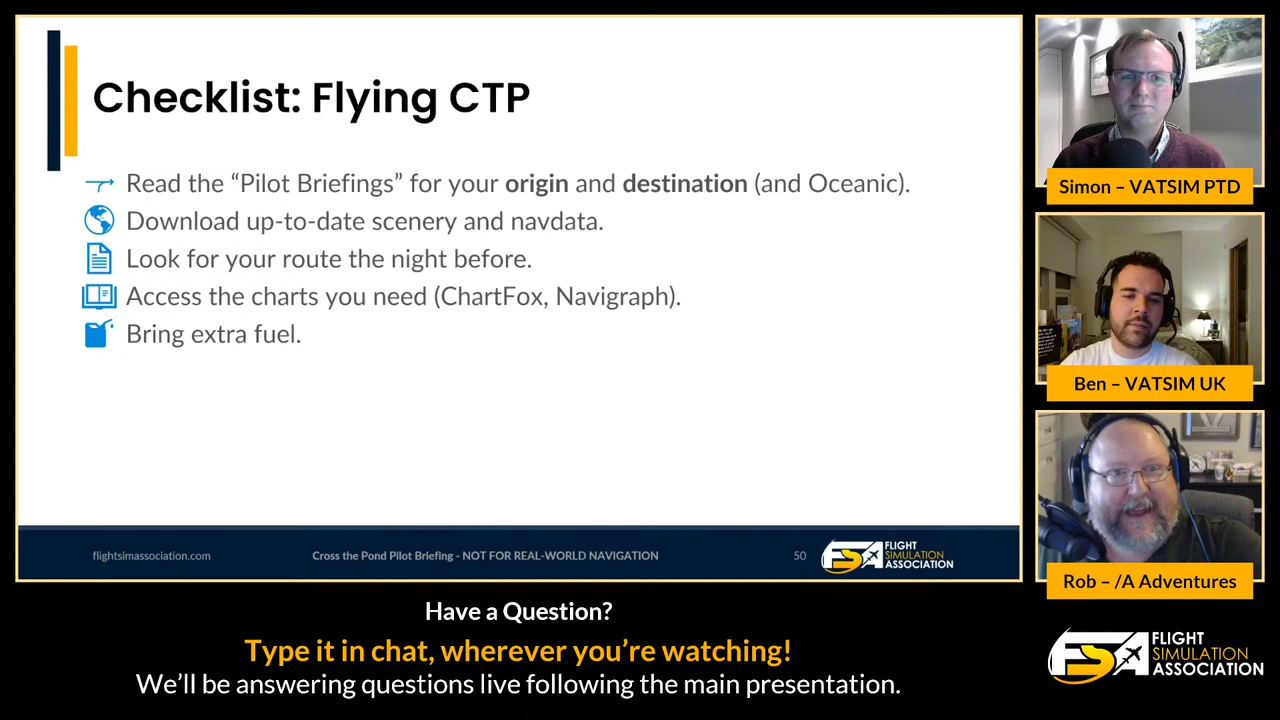 Checklist: Flying CTP
Read the “Pilot Briefings” for your origin and destination (and Oceanic).
Download up-to-date scenery and navdata.
Look for your route the night before.
Access the charts you need (ChartFox, Navigraph).
Bring extra fuel.
flightsimassociation.com
Cross the Pond Pilot Briefing - NOT FOR REAL-WORLD NAVIGATION
50
FSA FLIGHT
SIMULATION
ASSOCIATION
Simon – VATSIM PTD
Ben – VATSIM UK
Rob – /A Adventures
Have a Question?
Type it in chat, wherever you’re watching!
We’ll be answering questions live following the main presentation.
FSA FLIGHT
SIMULATION
ASSOCIATION